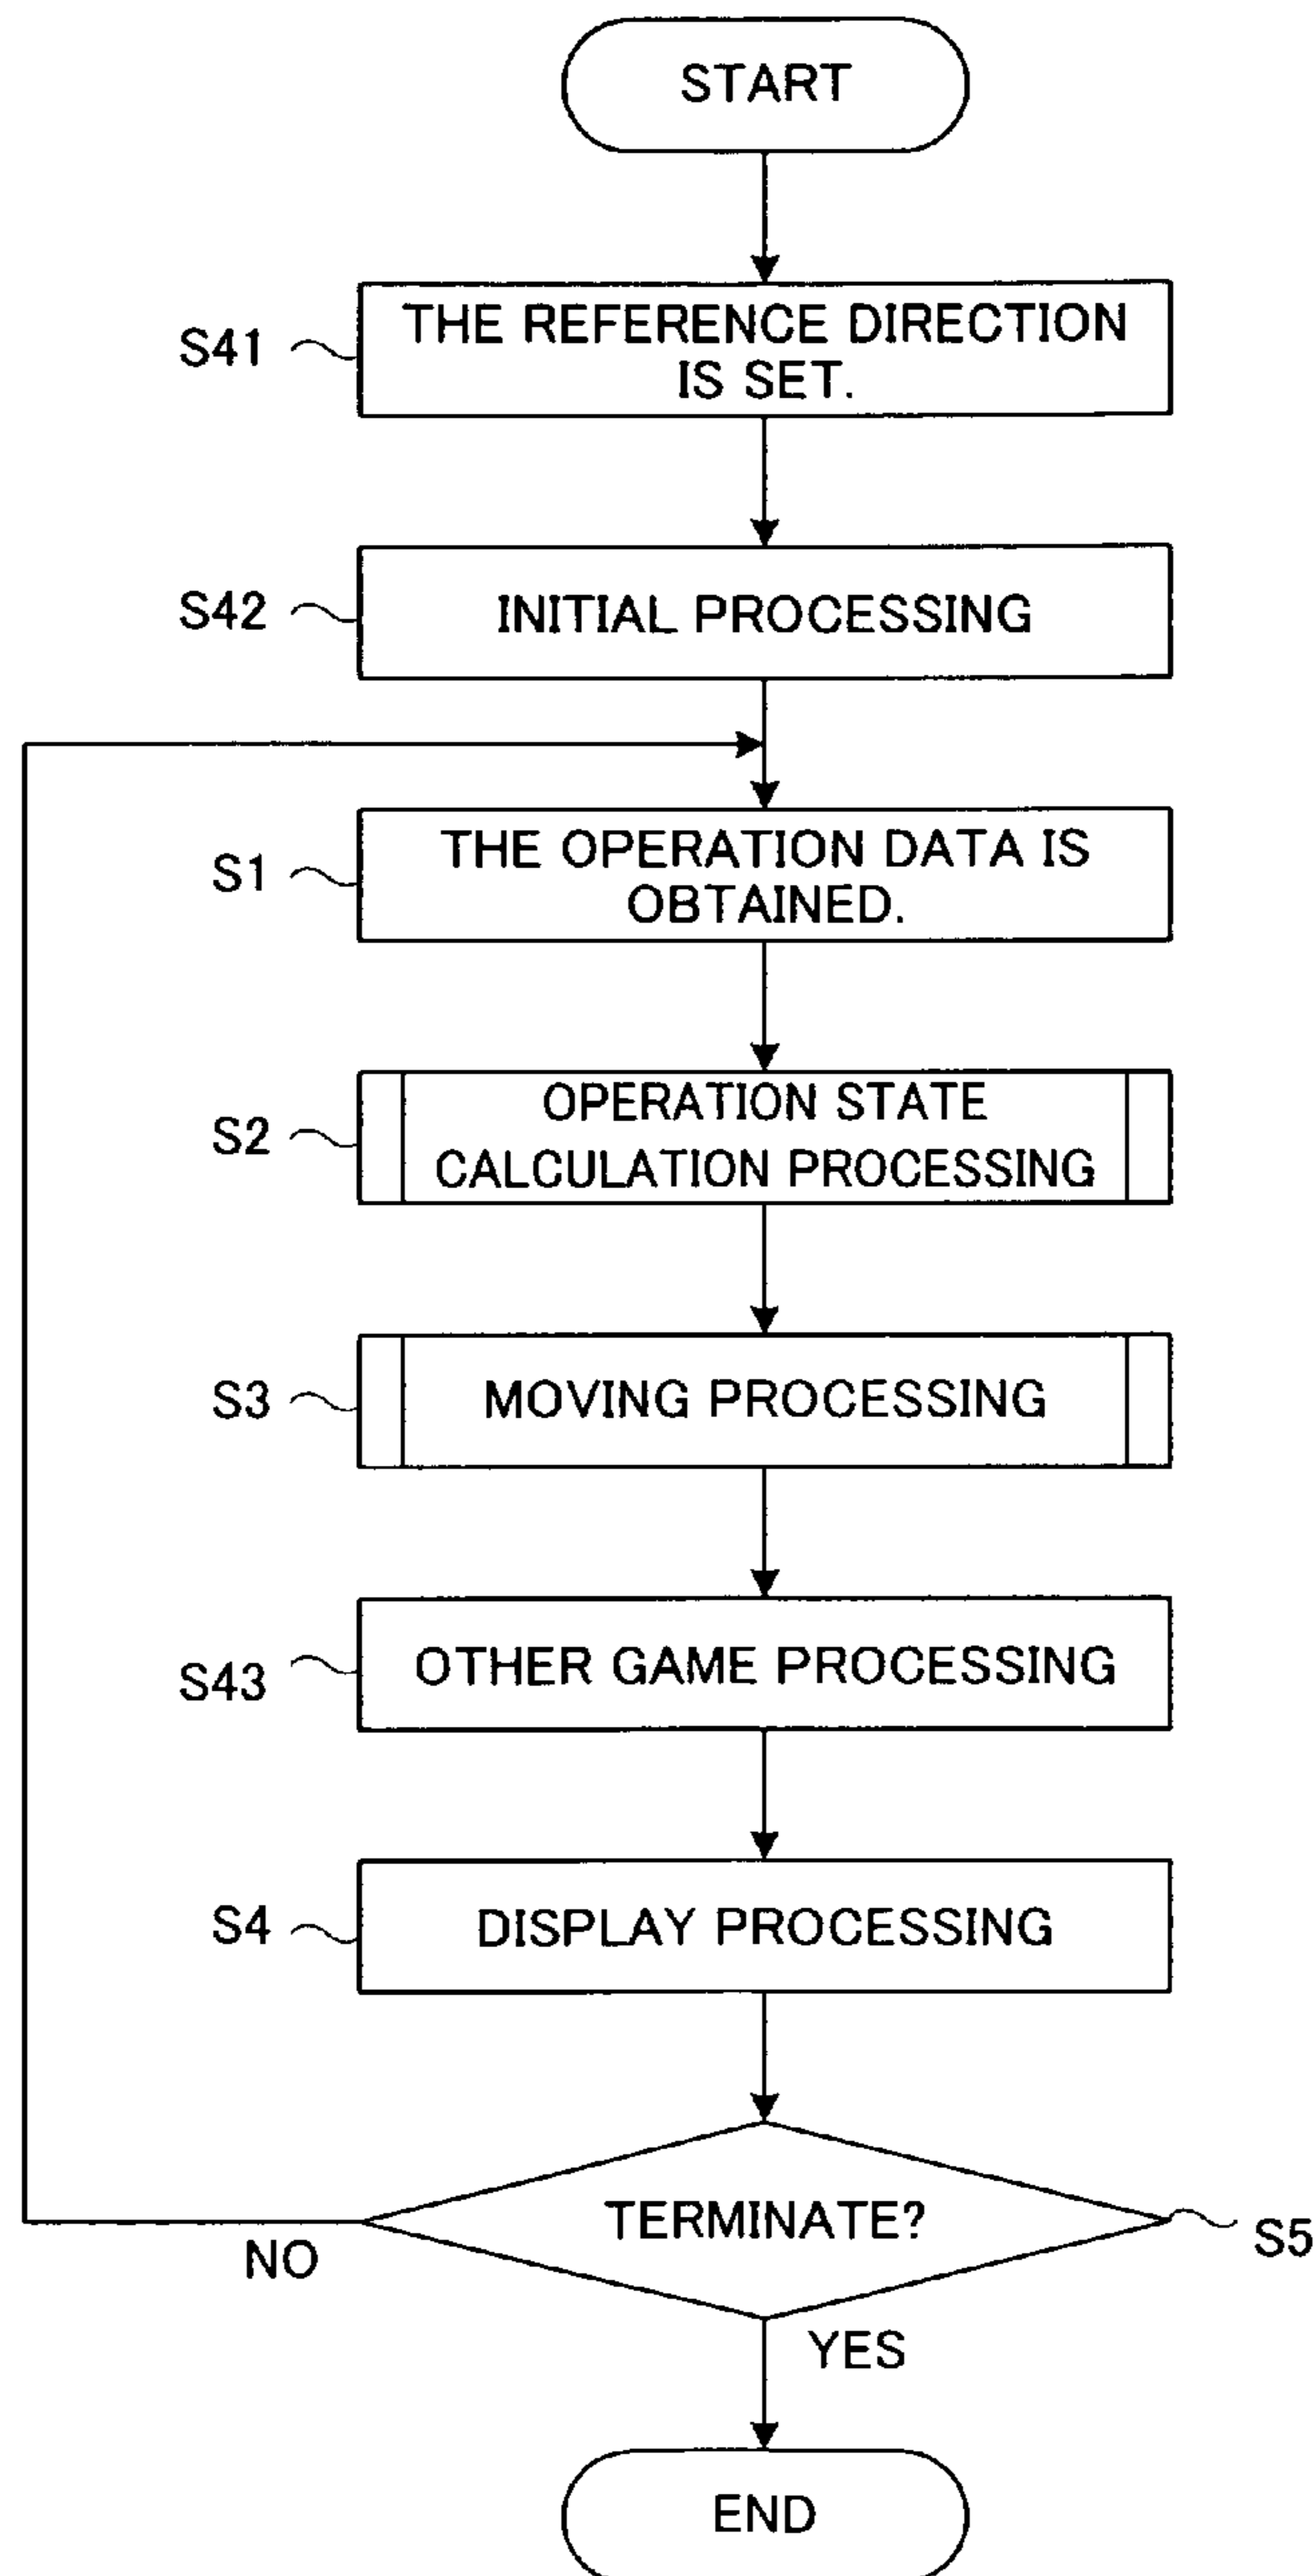 START
S41
THE REFERENCE DIRECTION
IS SET.
S42
INITIAL PROCESSING
S1
THE OPERATION DATA IS
OBTAINED.
S2
OPERATION STATE
CALCULATION PROCESSING
S3
MOVING PROCESSING
S43
OTHER GAME PROCESSING
S4
DISPLAY PROCESSING
TERMINATE?
S5
NO
YES
END